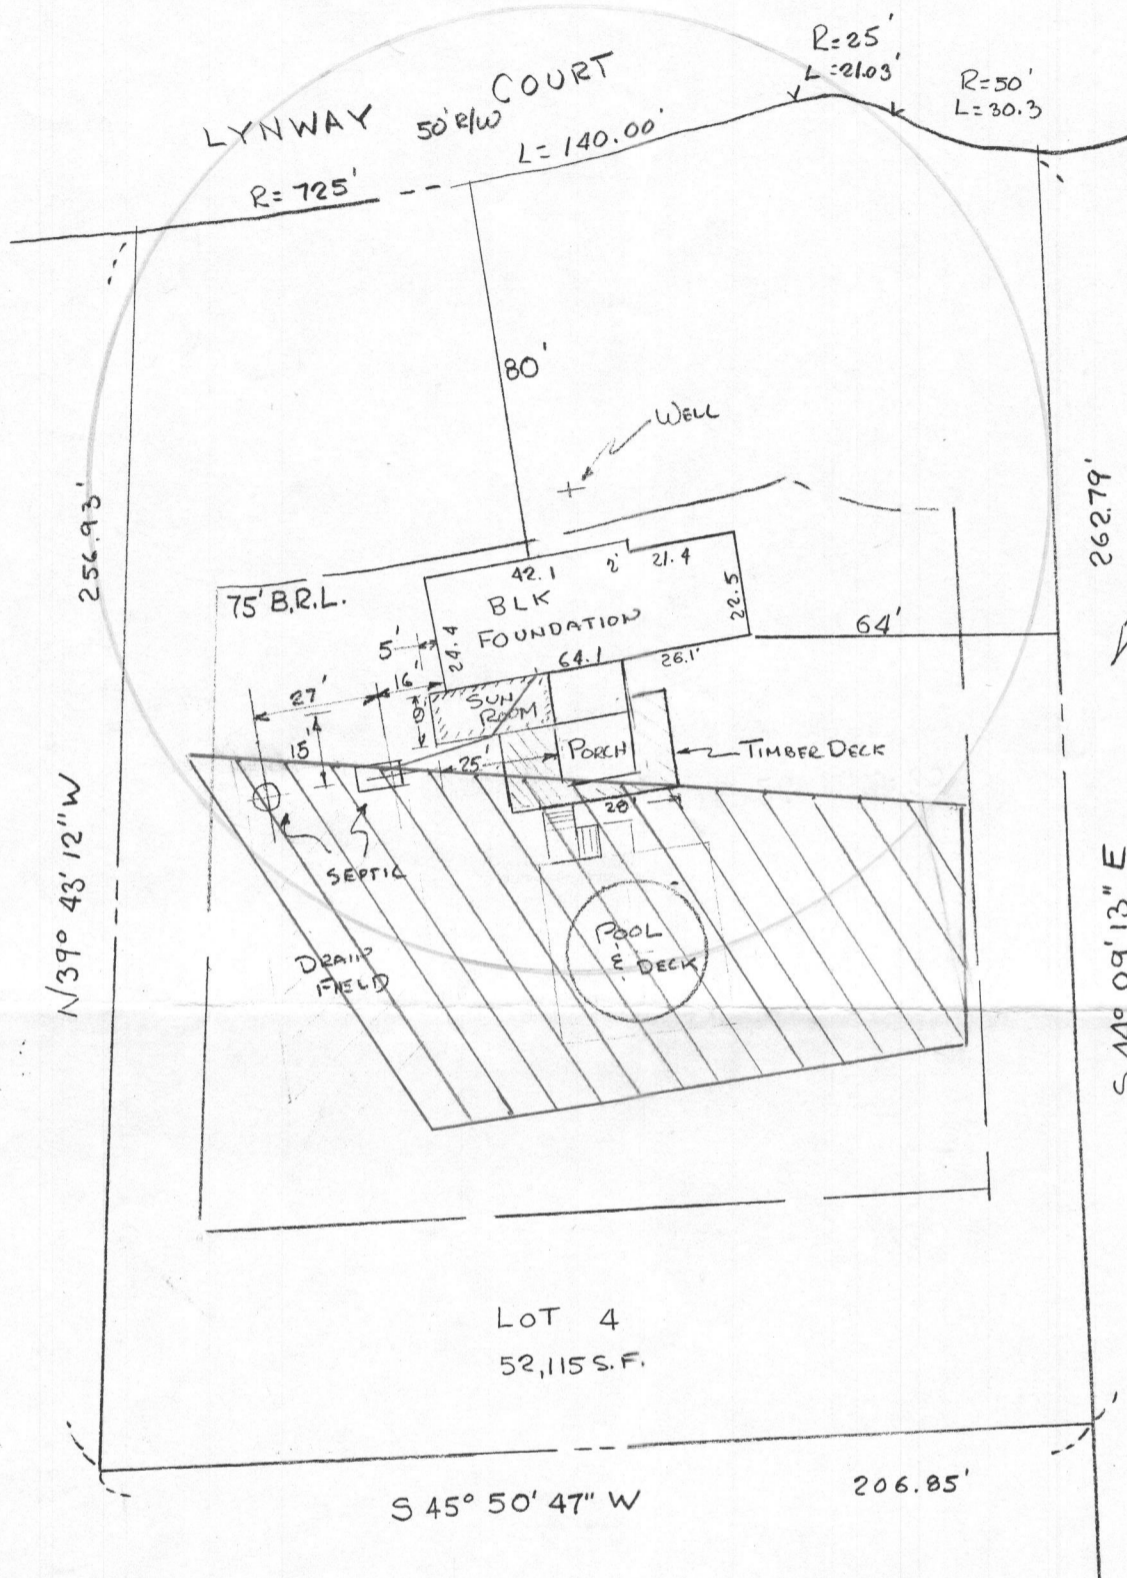 R=25'
L=21.03'
R=50'
L=30.3
LYNWAY COURT
50' R/W
L= 140.00'
R= 725'
80'
WELL
256.93'
262.79'
75' B.R.L.
42.1
2'
21.4
BLK
FOUNDATION
22.5
24.4
5'
64.1
26.1'
64'
16'
27'
SUN
ROOM
15'
25'
PORCH
TIMBER DECK
28'
SEPTIC
POOL
& DECK
DRAIN
FIELD
N 39° 43' 12" W
LOT 4
52,115 S.F.
S 45° 50' 47" W
206.85'
09' 13" E